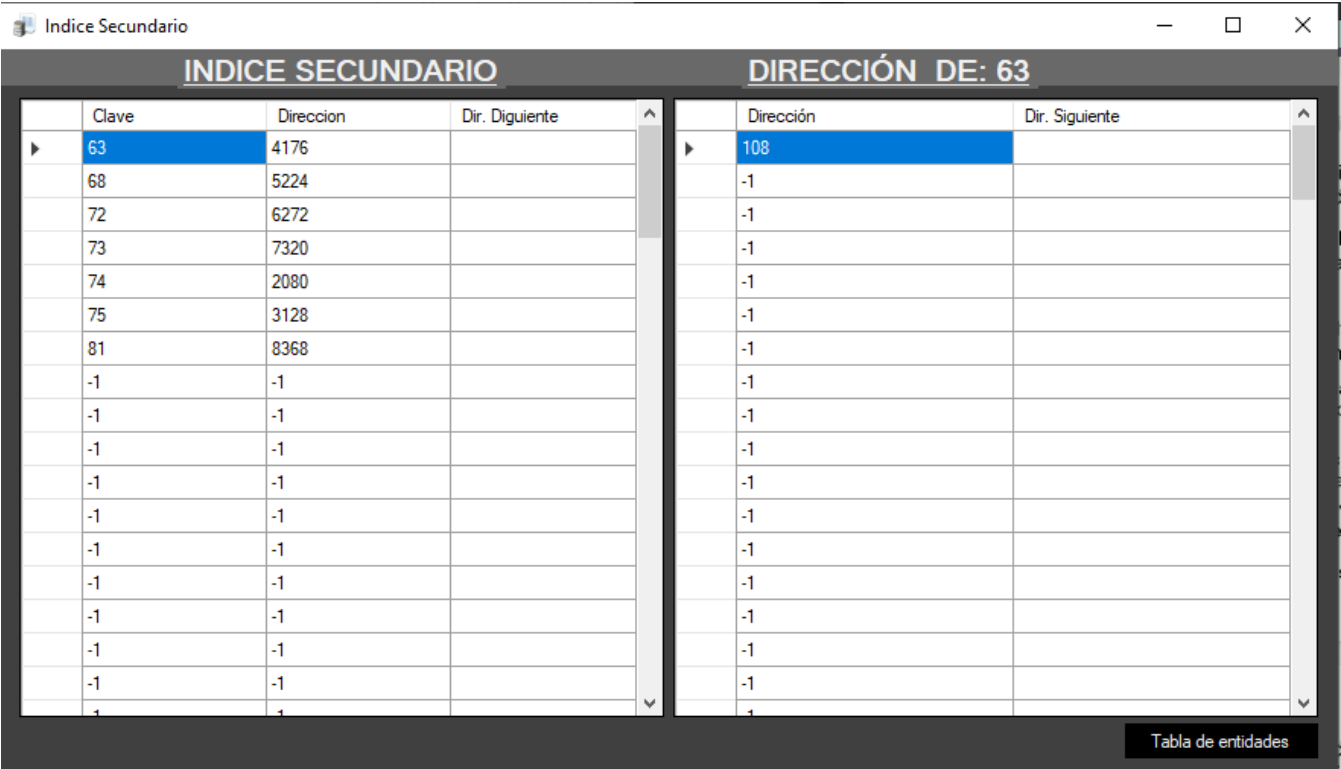 Indice Secundario
INDICE SECUNDARIO DIRECCIÓN DE: 63
Clave Direccion Dir. Diguiente Dirección Dir. Siguiente
63 4176 108
68 5224 -1
72 6272 -1
73 7320 -1
74 2080 -1
75 3128 -1
81 8368 -1
-1 -1 -1
-1 -1 -1
-1 -1 -1
-1 -1 -1
-1 -1 -1
-1 -1 -1
-1 -1 -1
-1 -1 -1
-1 -1 -1
-1 -1 -1
Tabla de entidades